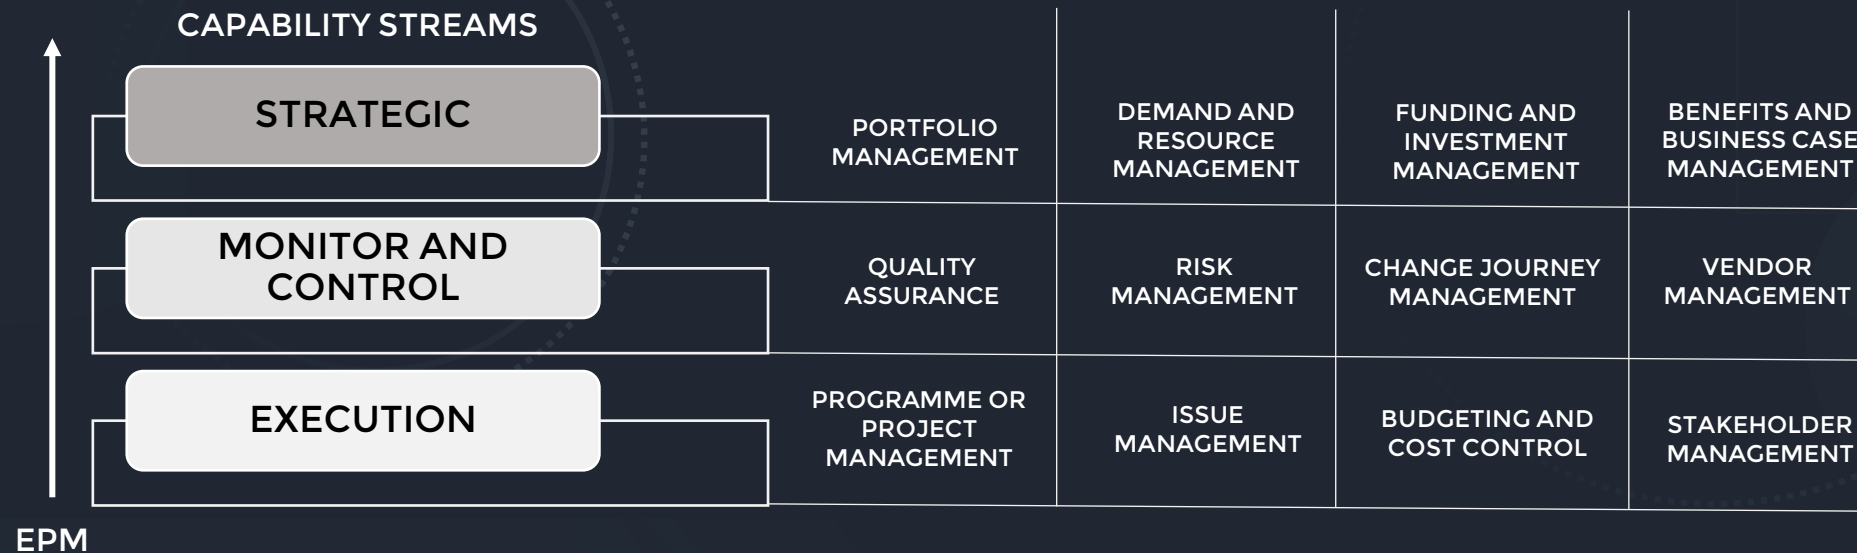 CAPABILITY STREAMS
STRATEGIC
PORTFOLIO
MANAGEMENT
DEMAND AND
RESOURCE
MANAGEMENT
FUNDING AND
INVESTMENT
MANAGEMENT
BENEFITS AND
BUSINESS CASE
MANAGEMENT
MONITOR AND
CONTROL
QUALITY
ASSURANCE
RISK
MANAGEMENT
CHANGE JOURNEY
MANAGEMENT
VENDOR
MANAGEMENT
EXECUTION
PROGRAMME OR
PROJECT
MANAGEMENT
ISSUE
MANAGEMENT
BUDGETING AND
COST CONTROL
STAKEHOLDER
MANAGEMENT
EPM